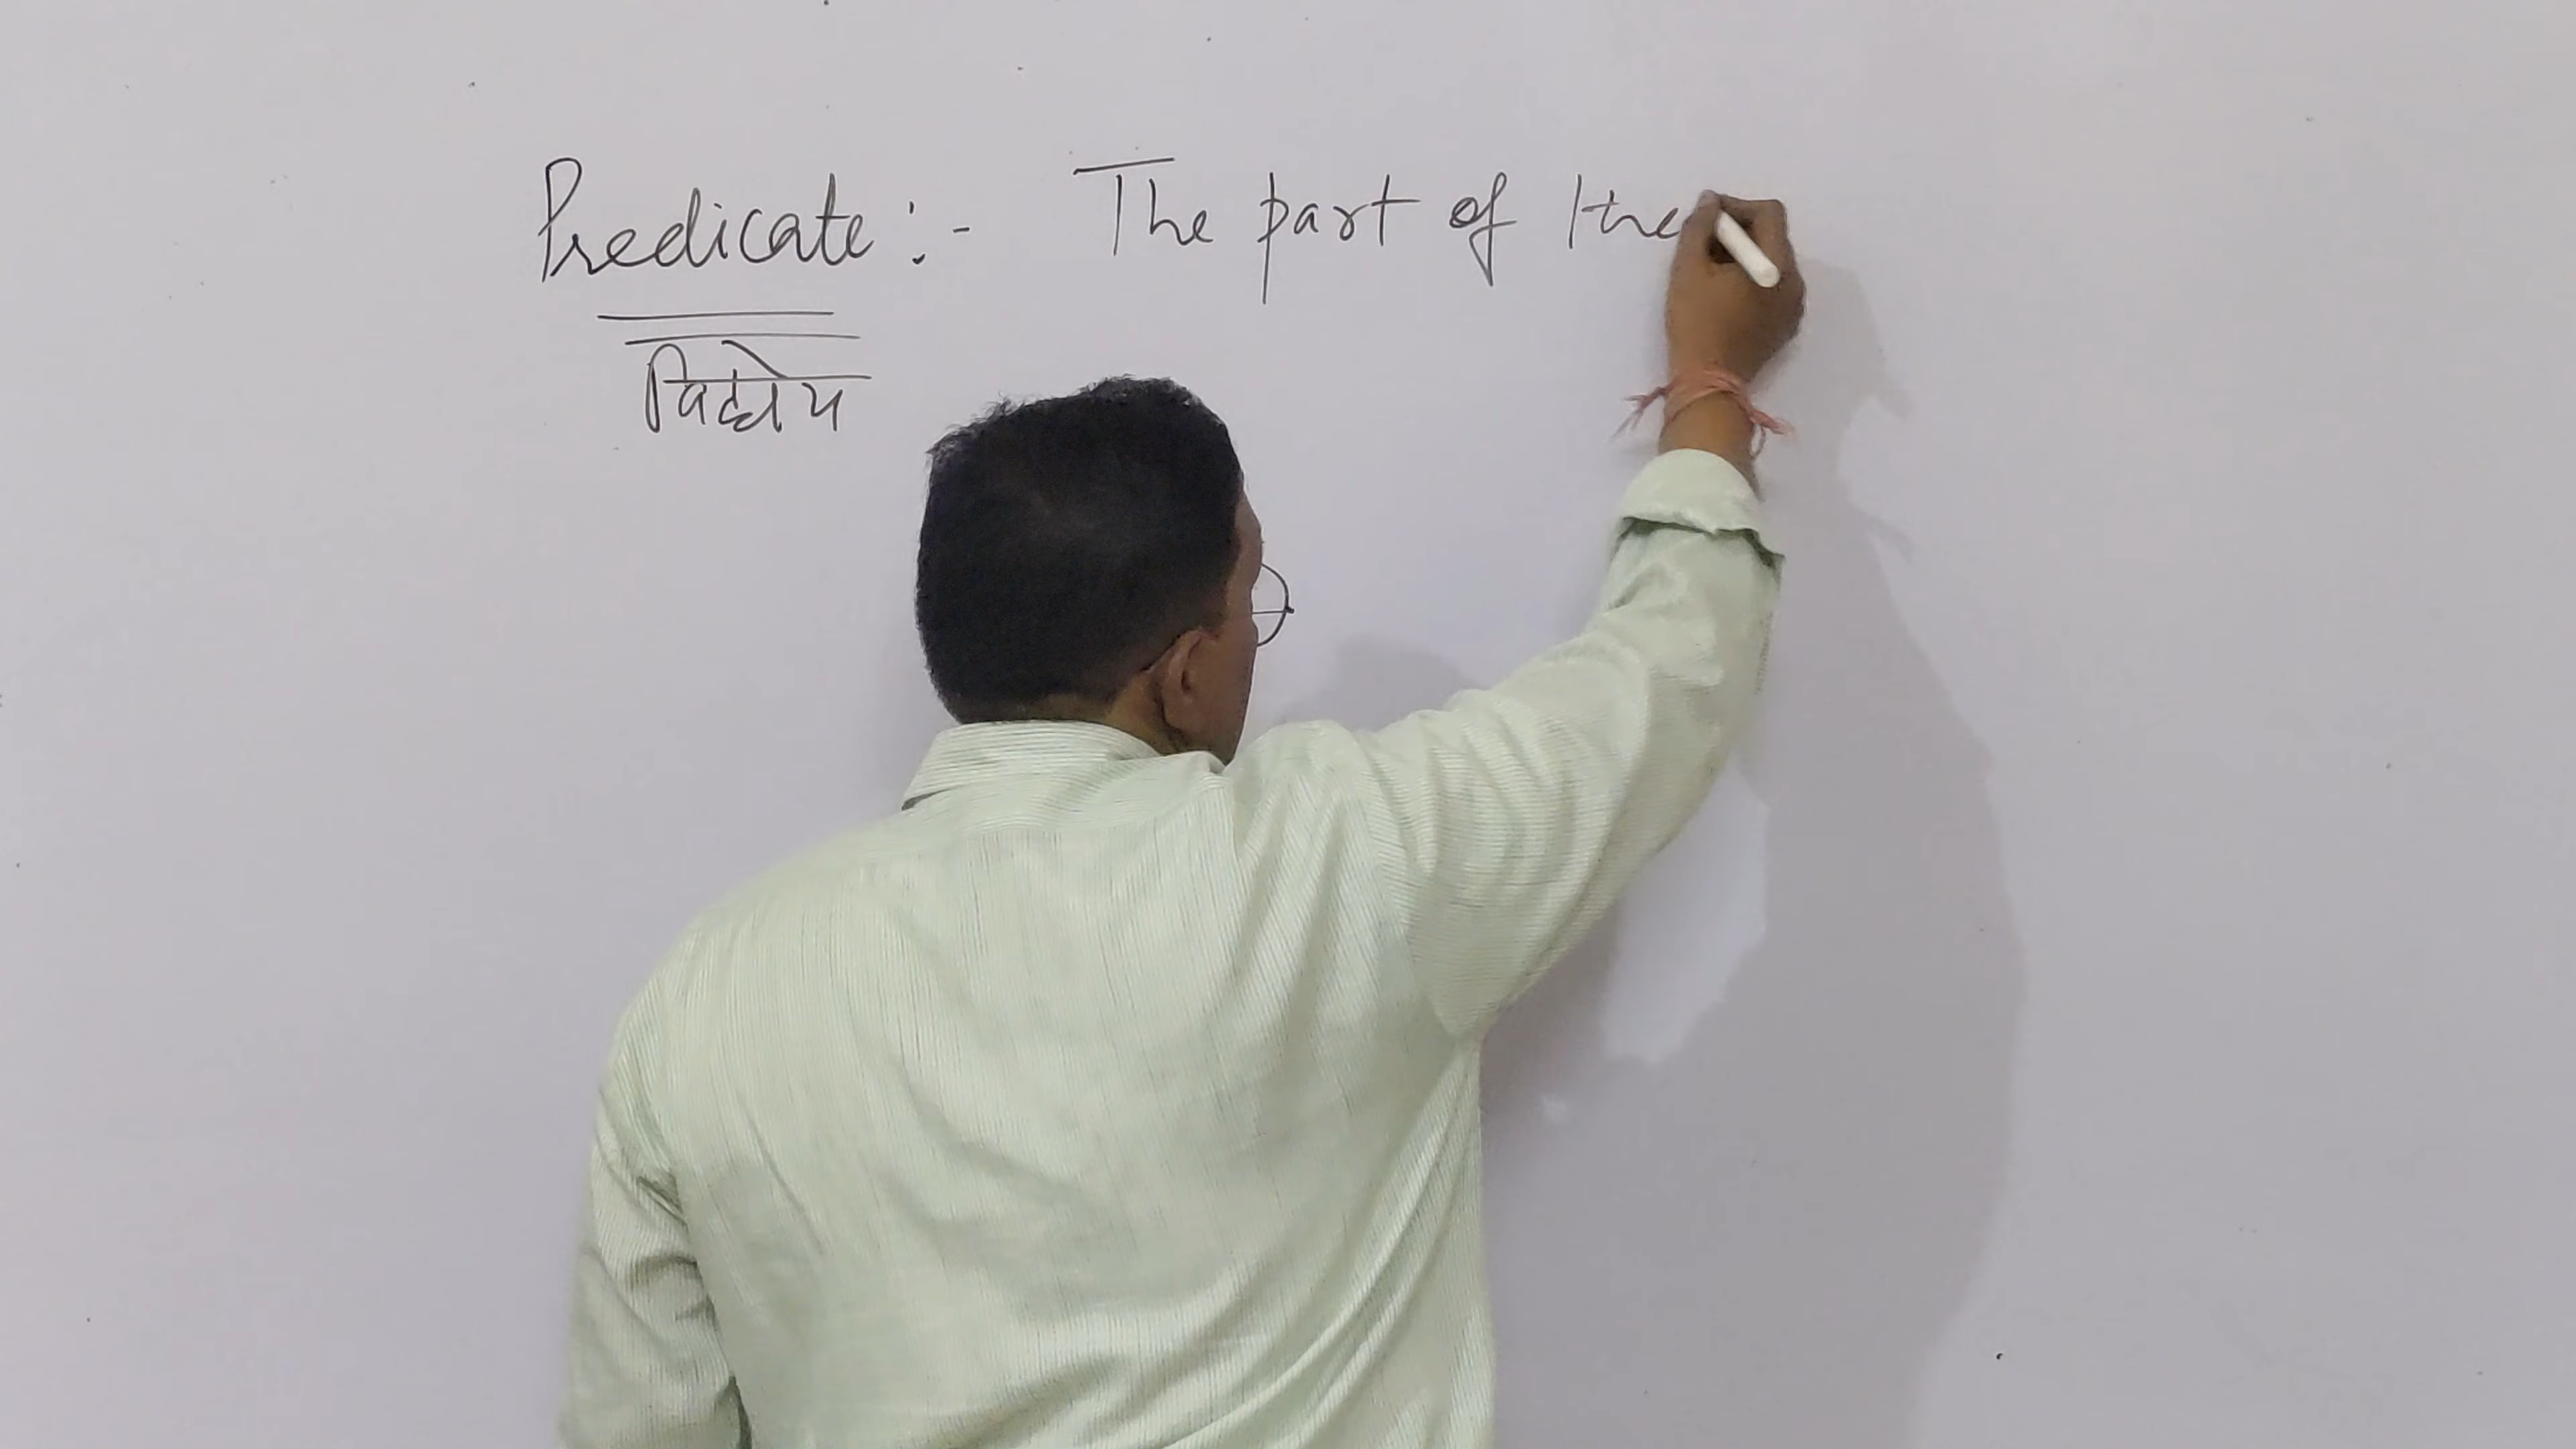 Predicate :- The part of the
विधेय